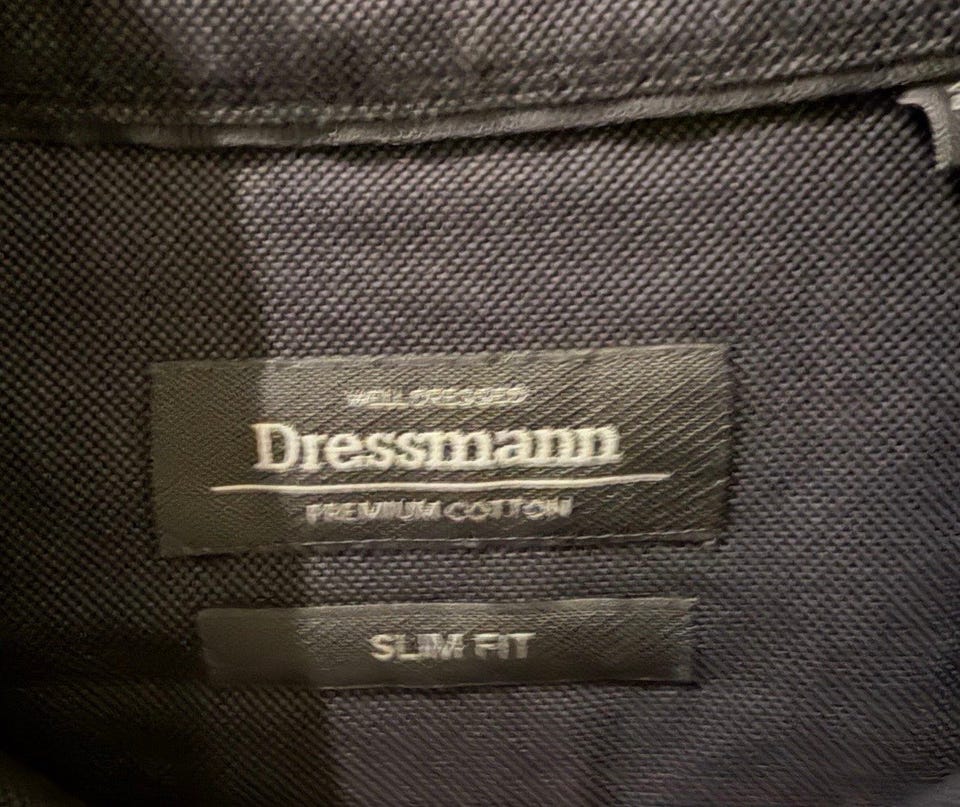 WELL DRESSED
Dressmann
PREMIUM COTTON
SLIM FIT